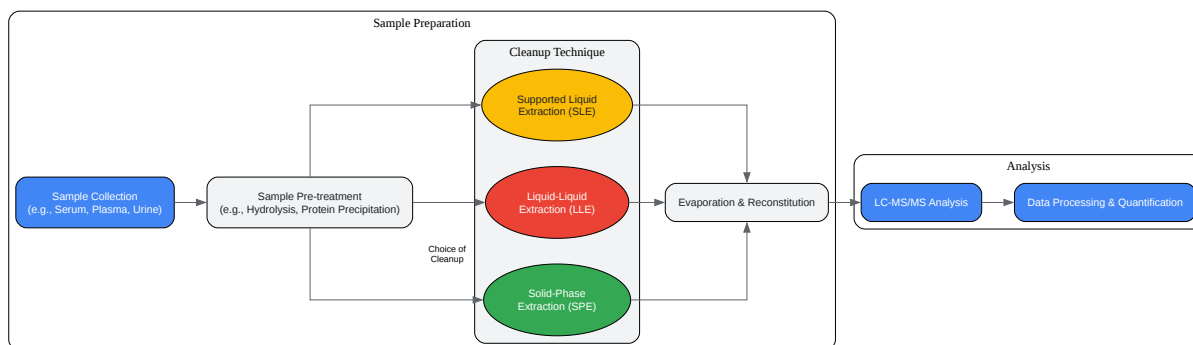 Sample Preparation
Cleanup Technique
Supported Liquid
Extraction (SLE)
Sample Collection
(e.g., Serum, Plasma, Urine)
Sample Pre-treatment
(e.g., Hydrolysis, Protein Precipitation)
Liquid-Liquid
Extraction (LLE)
Evaporation & Reconstitution
Choice of
Cleanup
Solid-Phase
Extraction (SPE)
Analysis
LC-MS/MS Analysis
Data Processing & Quantification